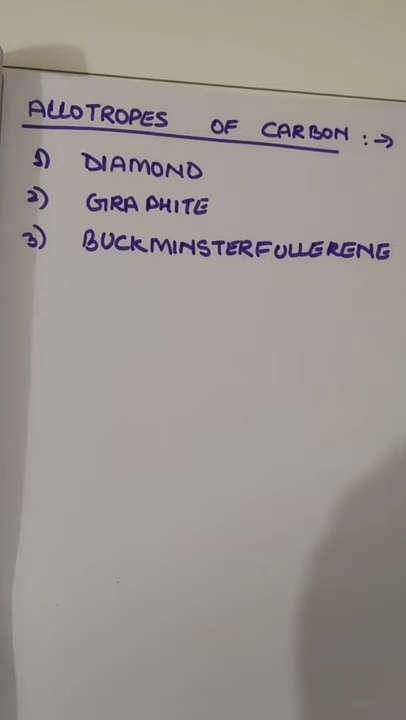 ALLOTROPES OF CARBON :→
1) DIAMOND
2) GRAPHITE
3) BUCKMINSTERFULLERENE